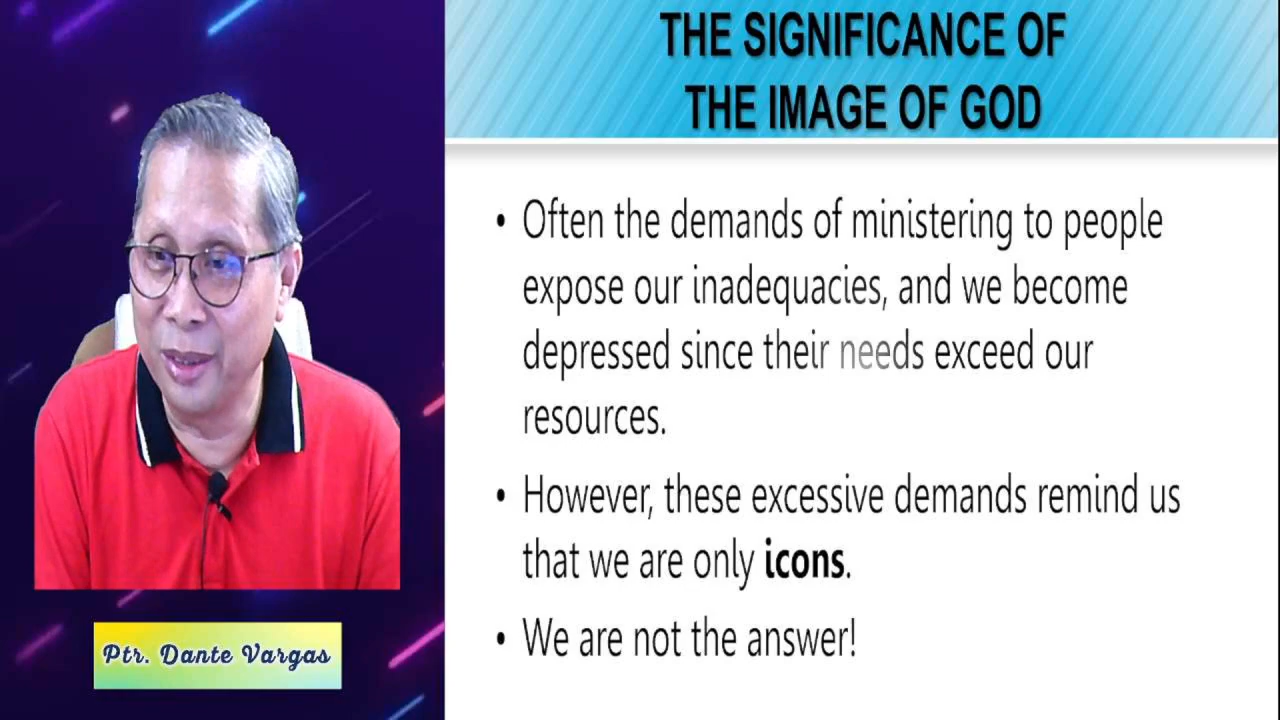 THE SIGNIFICANCE OF
THE IMAGE OF GOD
• Often the demands of ministering to people
expose our inadequacies, and we become
depressed since their needs exceed our
resources.
• However, these excessive demands remind us
that we are only icons.
• We are not the answer!
Ptr. Dante Vargas